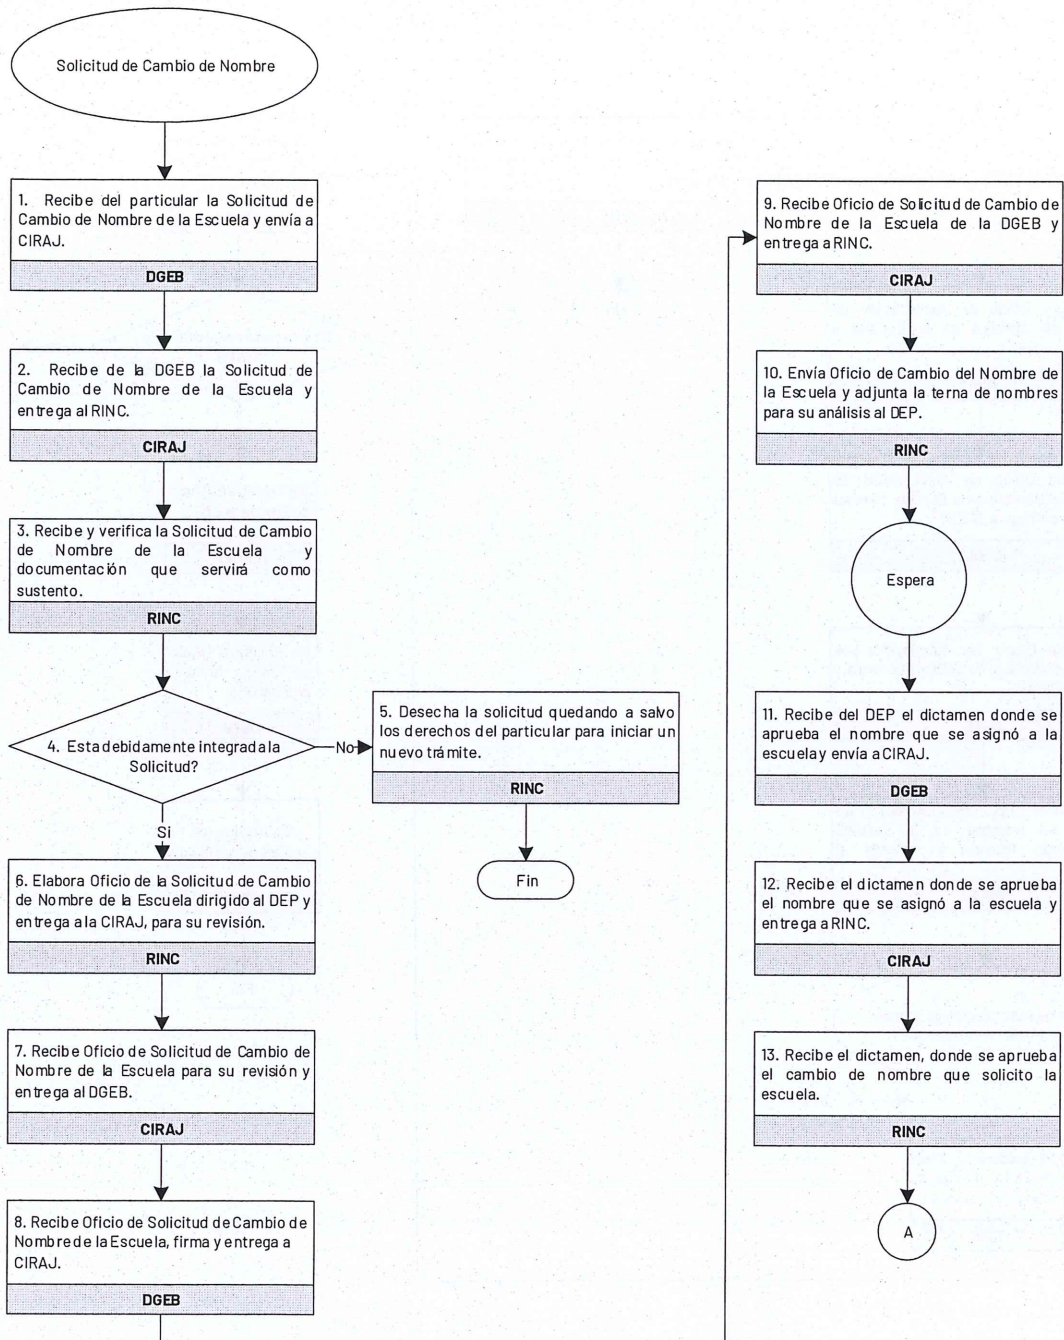 Solicitud de Cambio de Nombre
1. Recibe del particular la Solicitud de
Cambio de Nombre de la Escuela y envía a
CIRAJ.
DGEB
2. Recibe de la DGEB la Solicitud de
Cambio de Nombre de la Escuela y
entrega al RINC.
CIRAJ
3. Recibe y verifica la Solicitud de Cambio
de Nombre de la Escuela y
documentación que servirá como
sustento.
RINC
4. Esta debidamente integrada la
Solicitud?
No
Si
5. Desecha la solicitud quedando a salvo
los derechos del particular para iniciar un
nuevo trámite.
RINC
Fin
6. Elabora Oficio de la Solicitud de Cambio
de Nombre de la Escuela dirigido al DEP y
entrega a la CIRAJ, para su revisión.
RINC
7. Recibe Oficio de Solicitud de Cambio de
Nombre de la Escuela para su revisión y
entrega al DGEB.
CIRAJ
8. Recibe Oficio de Solicitud de Cambio de
Nombre de la Escuela, firma y entrega a
CIRAJ.
DGEB
9. Recibe Oficio de Solicitud de Cambio de
Nombre de la Escuela de la DGEB y
entrega a RINC.
CIRAJ
10. Envía Oficio de Cambio del Nombre de
la Escuela y adjunta la terna de nombres
para su análisis al DEP.
RINC
Espera
11. Recibe del DEP el dictamen donde se
aprueba el nombre que se asignó a la
escuela y envía a CIRAJ.
DGEB
12. Recibe el dictamen donde se aprueba
el nombre que se asignó a la escuela y
entrega a RINC.
CIRAJ
13. Recibe el dictamen, donde se aprueba
el cambio de nombre que solicito la
escuela.
RINC
A